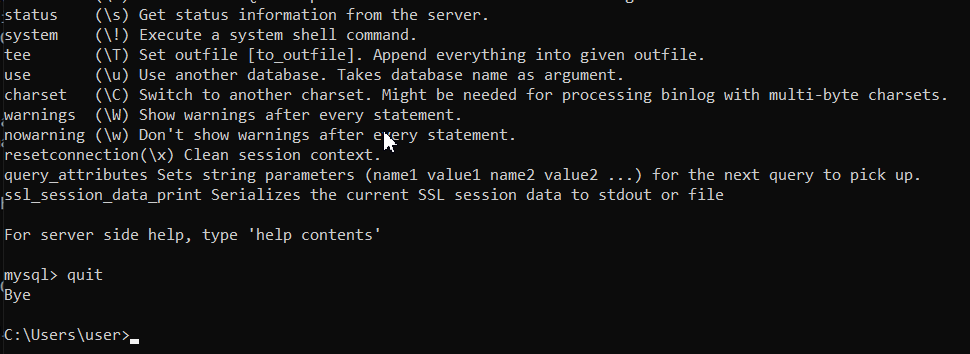 status    (\s) Get status information from the server.
system    (\!) Execute a system shell command.
tee       (\T) Set outfile [to_outfile]. Append everything into given outfile.
use       (\u) Use another database. Takes database name as argument.
charset   (\C) Switch to another charset. Might be needed for processing binlog with multi-byte charsets.
warnings  (\W) Show warnings after every statement.
nowarning (\w) Don't show warnings after every statement.
resetconnection(\x) Clean session context.
query_attributes Sets string parameters (name1 value1 name2 value2 ...) for the next query to pick up.
ssl_session_data_print Serializes the current SSL session data to stdout or file
For server side help, type 'help contents'
mysql> quit
Bye
C:\Users\user>